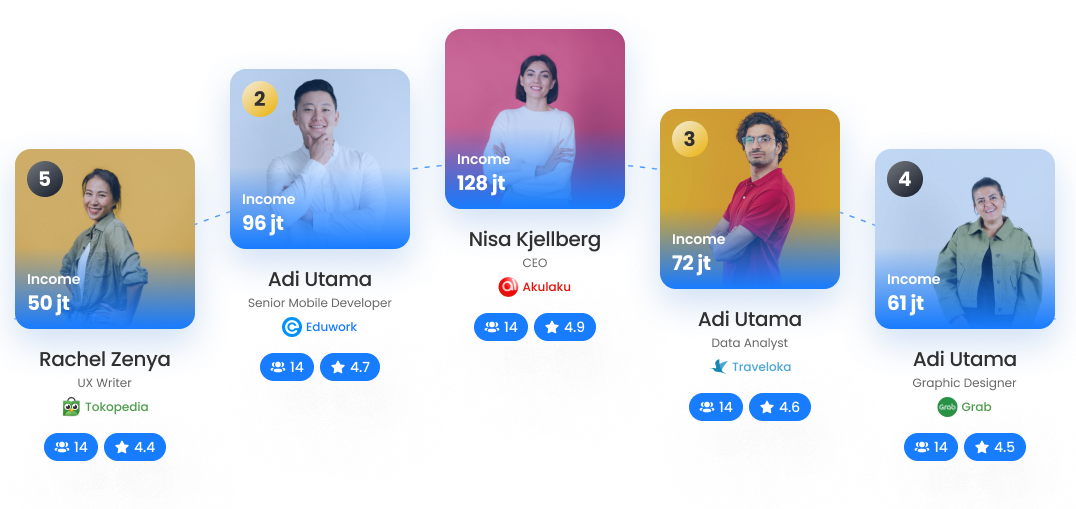 5
Income
50 jt
Rachel Zenya
UX Writer
Tokopedia
14
4.4
2
Income
96 jt
Adi Utama
Senior Mobile Developer
Eduwork
14
4.7
Income
128 jt
Nisa Kjellberg
CEO
Akulaku
14
4.9
3
Income
72 jt
Adi Utama
Data Analyst
Traveloka
14
4.6
4
Income
61 jt
Adi Utama
Graphic Designer
Grab Grab
14
4.5